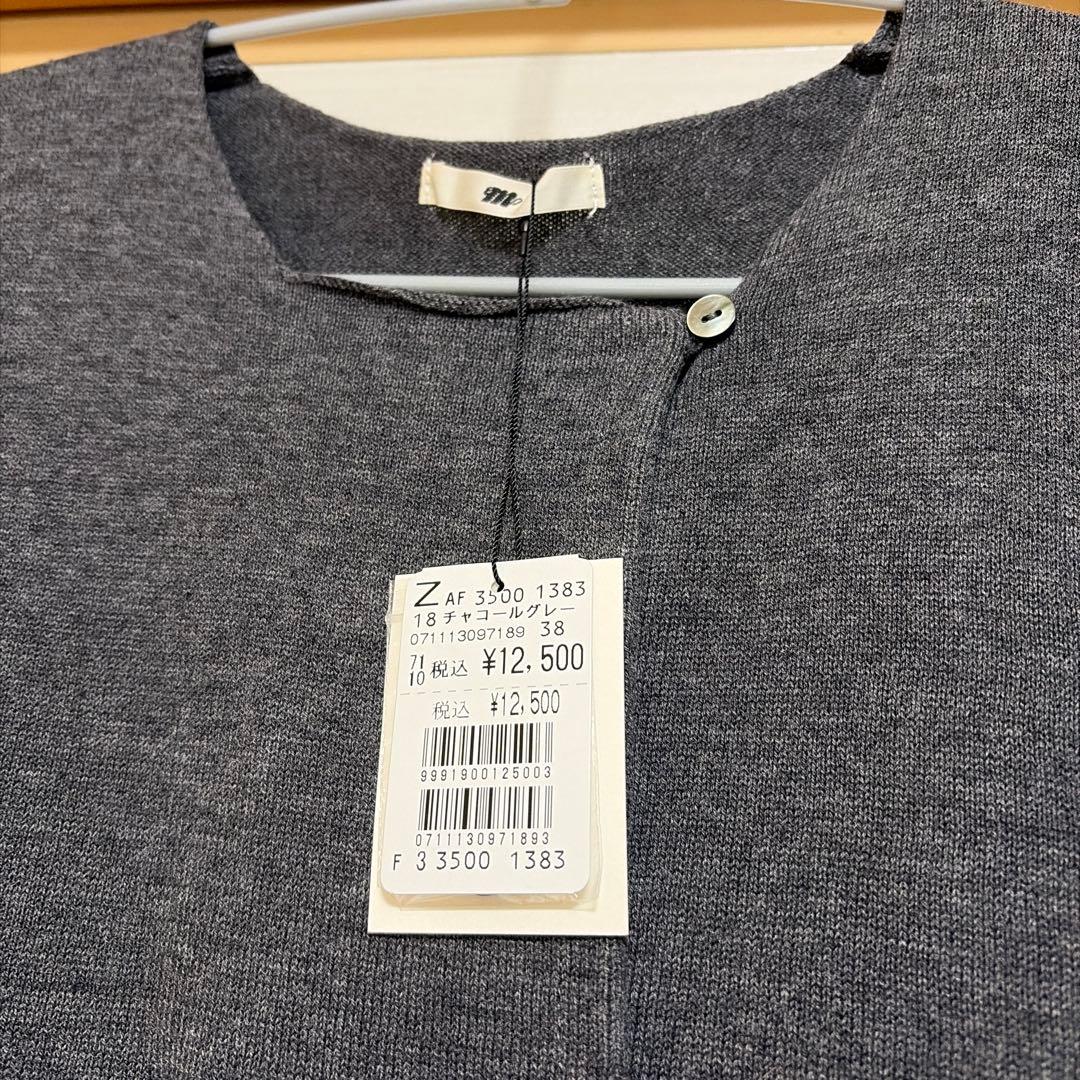 m
Z AF 3500 1383
18 チャコールグレー
071113097189 38
71
10 税込 ¥12,500
税込 ¥12,500
9991900125003
0711130971893
F 3 3500 1383